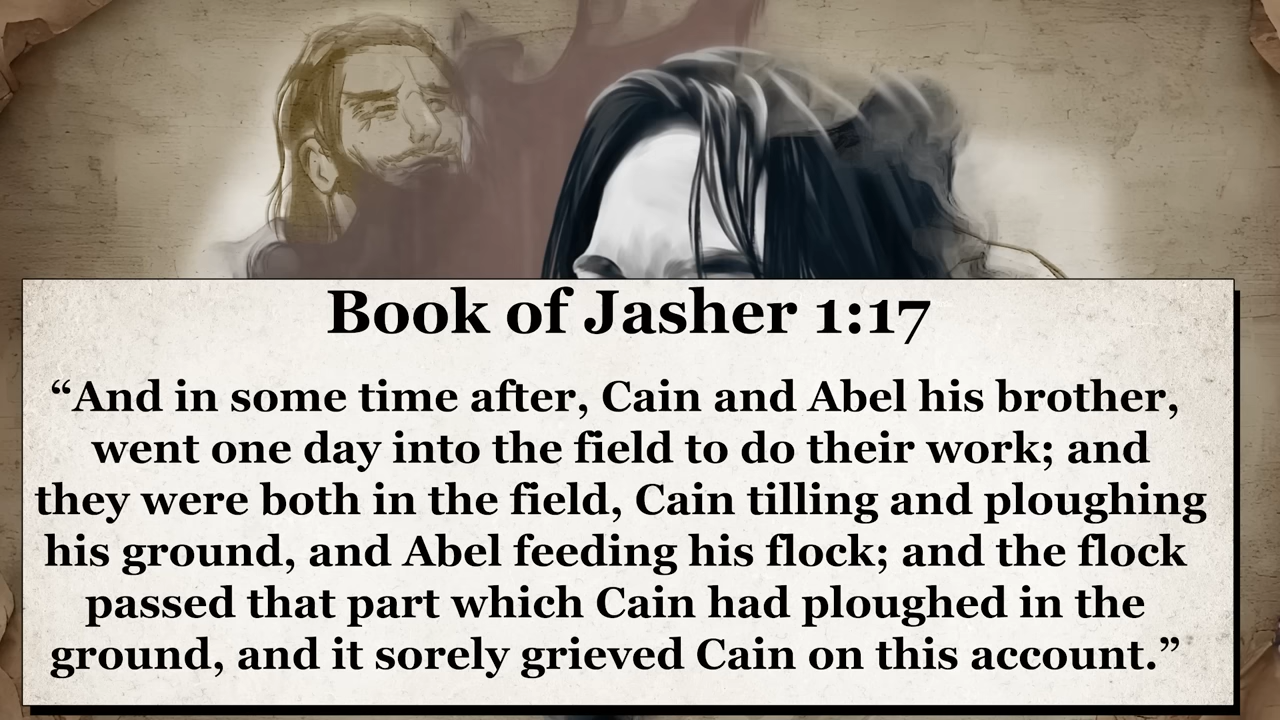 Book of Jasher 1:17
“And in some time after, Cain and Abel his brother,
went one day into the field to do their work; and
they were both in the field, Cain tilling and ploughing
his ground, and Abel feeding his flock; and the flock
passed that part which Cain had ploughed in the
ground, and it sorely grieved Cain on this account.”